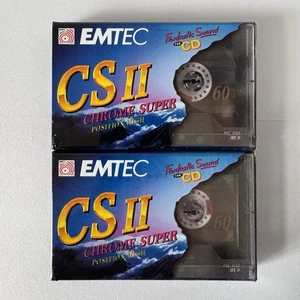 EMTEC
Fantastic Sound
CD
CS II
CHROME SUPER
60
EMTEC
Fantastic Sound
CD
CS II
CHROME SUPER
60